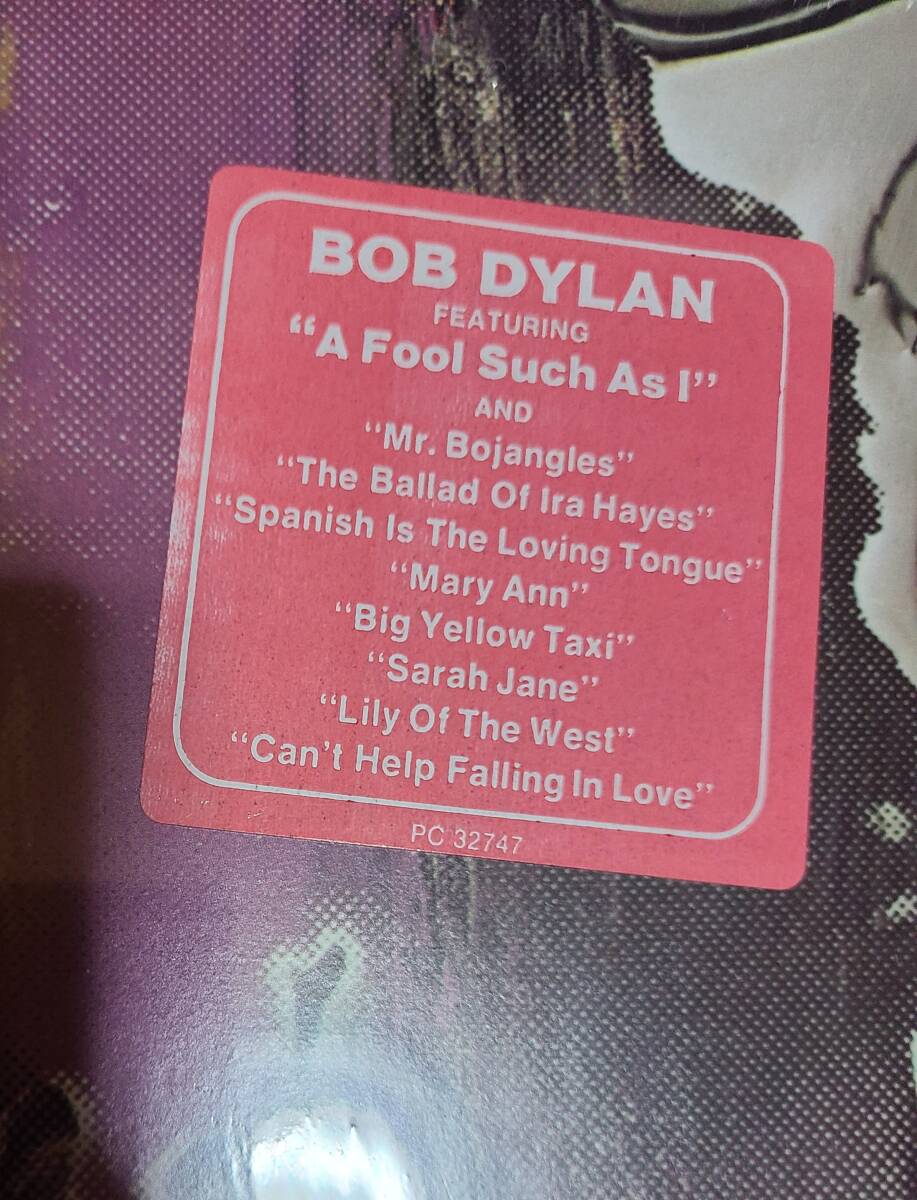 BOB DYLAN
FEATURING
“A Fool Such As I”
AND
“Mr. Bojangles”
“The Ballad Of Ira Hayes”
“Spanish Is The Loving Tongue”
“Mary Ann”
“Big Yellow Taxi”
“Sarah Jane”
“Lily Of The West”
“Can't Help Falling In Love”
PC 32747